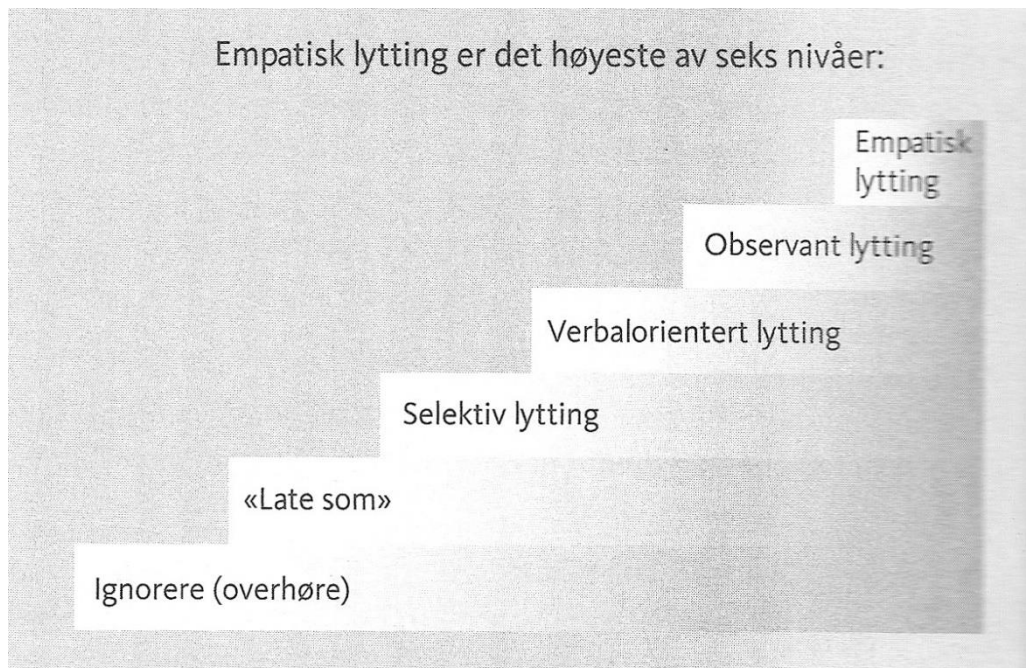 Empatisk lytting er det høyeste av seks nivåer:
Empatisk
lytting
Observant lytting
Verbalorientert lytting
Selektiv lytting
«Late som»
Ignorere (overhøre)